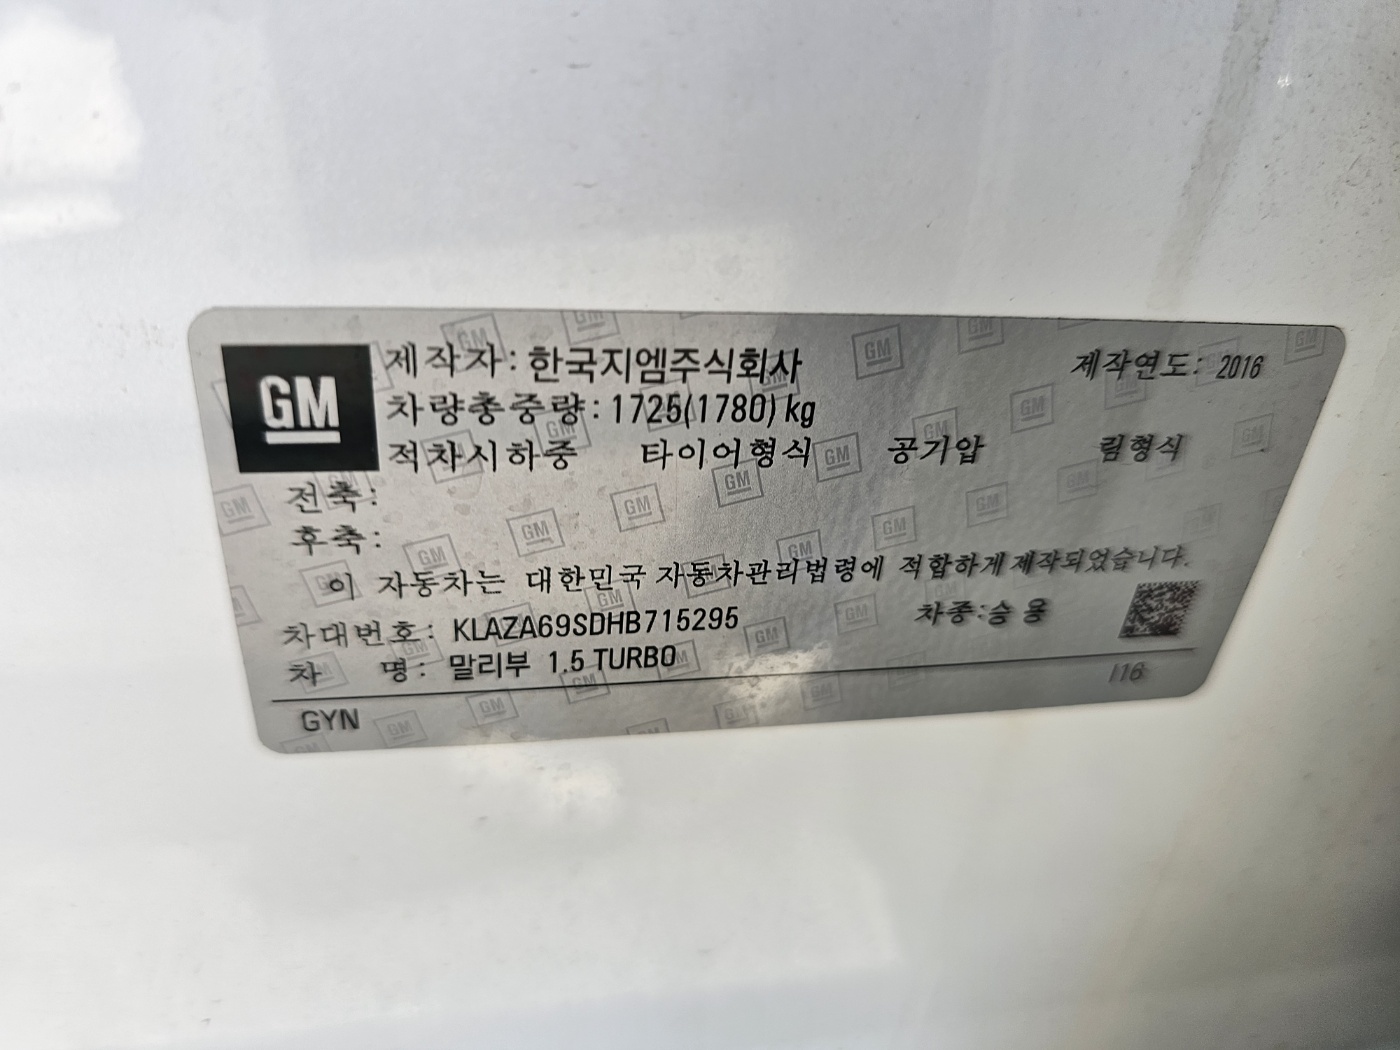 GM
제작자: 한국지엠주식회사 제작연도: 2016
차량총중량: 1725(1780) kg
적차시하중 타이어형식 공기압 림형식
전축:
후축:
이 자동차는 대한민국 자동차관리법령에 적합하게 제작되었습니다.
차대번호: KLAZA69SDHB715295 차종:승용
차 명: 말리부 1.5 TURBO
GYN I16